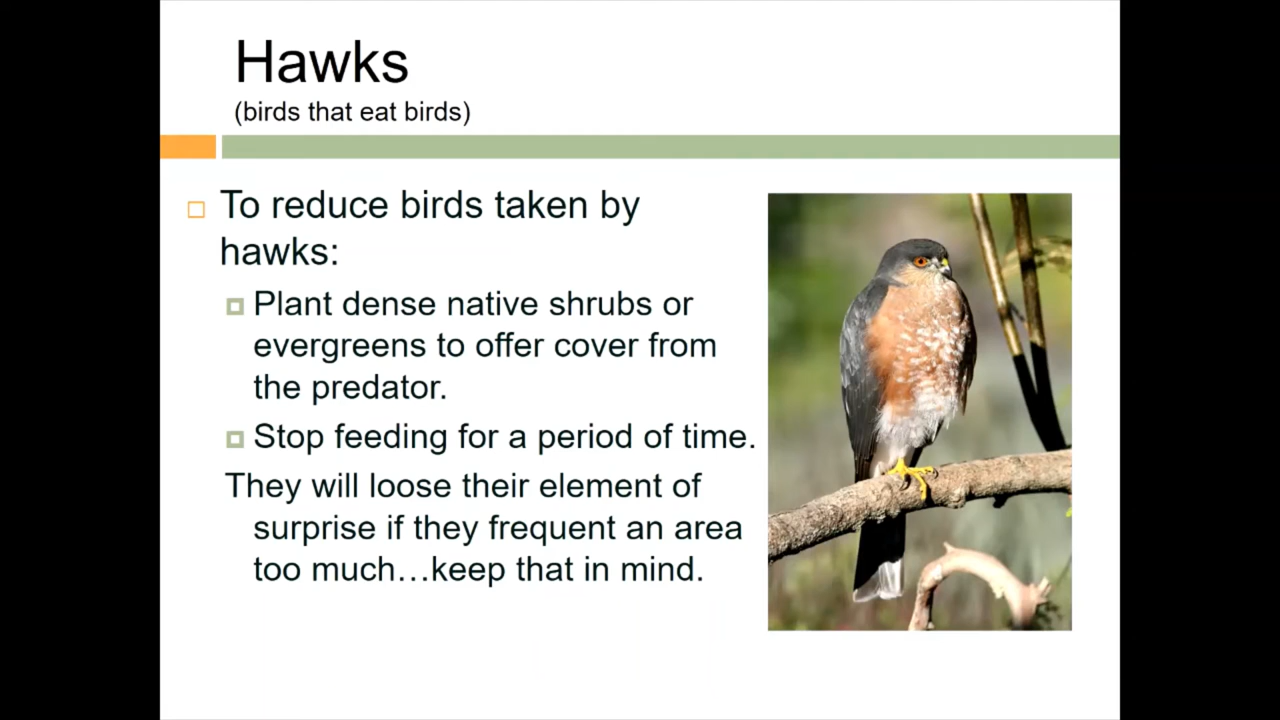 Hawks
(birds that eat birds)
To reduce birds taken by
hawks:
Plant dense native shrubs or
evergreens to offer cover from
the predator.
Stop feeding for a period of time.
They will loose their element of
surprise if they frequent an area
too much…keep that in mind.